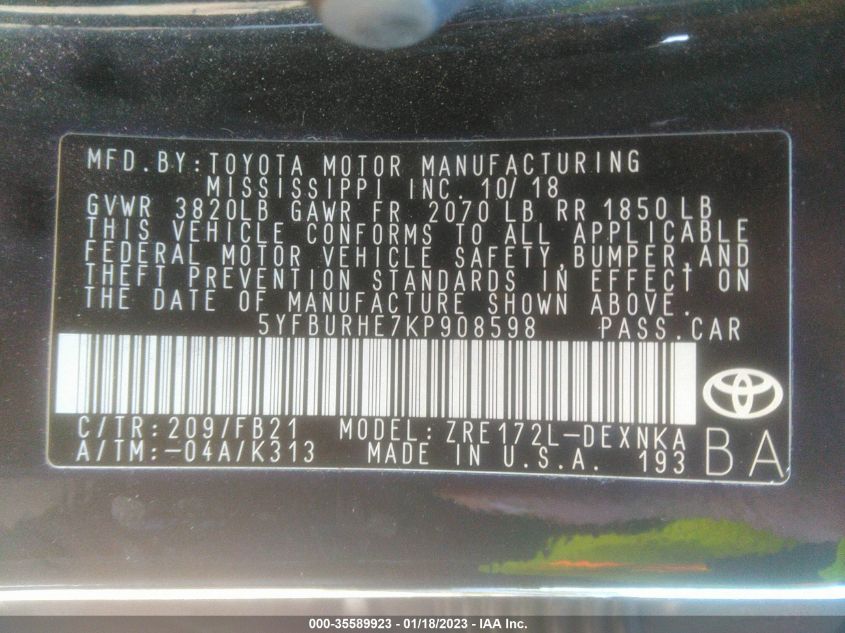 MFD.BY:TOYOTA MOTOR MANUFACTURING
MISSISSIPPI INC. 10/18
GVWR 3820LB GAWR FR 2070 LB RR 1850 LB
THIS VEHICLE CONFORMS TO ALL APPLICABLE
FEDERAL MOTOR VEHICLE SAFETY,BUMPER,AND
THEFT PREVENTION STANDARDS IN EFFECT ON
THE DATE OF MANUFACTURE SHOWN ABOVE.
5YFBURHE7KP908598 PASS.CAR
C/TR:209/FB21 MODEL:ZRE172L-DEXNKA
A/TM:-04A/K313 MADE IN U.S.A. 193 BA
000-35589923 - 01/18/2023 - IAA Inc.